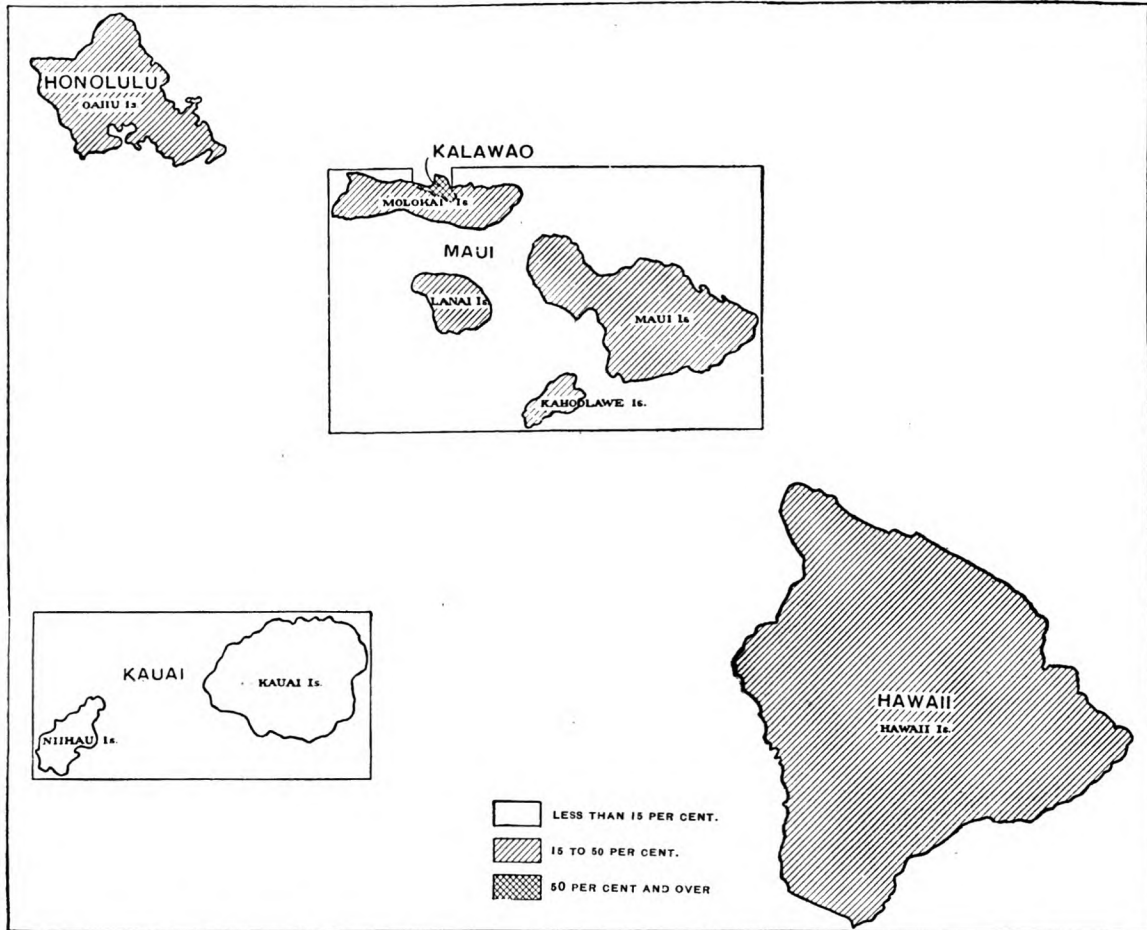 HONOLULU
OAHU Is
KALAWAO
MOLOKAI Is
MAUI
LANAI Is
MAUI Is
KAHOOLAWE Is.
KAUAI
KAUAI Is.
NIIHAU Is.
HAWAII
HAWAII Is.
LESS THAN 15 PER CENT.
15 TO 50 PER CENT.
50 PER CENT AND OVER